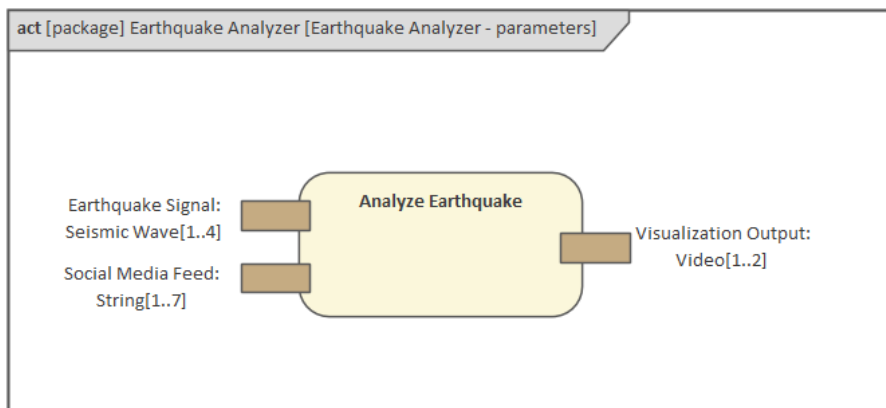 act [package] Earthquake Analyzer [Earthquake Analyzer - parameters]
Analyze Earthquake
Earthquake Signal:
Seismic Wave[1..4]
Social Media Feed:
String[1..7]
Visualization Output:
Video[1..2]